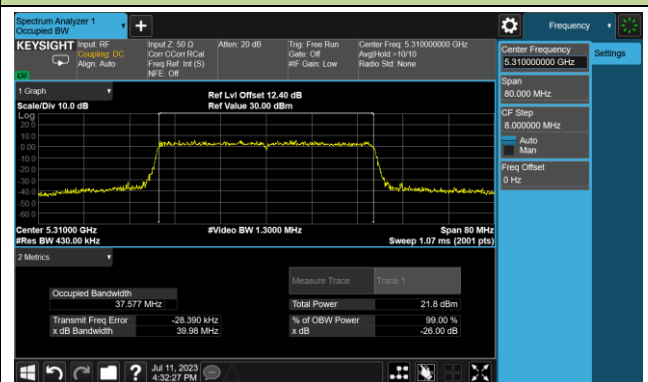 Spectrum Analyzer 1
Occupied BW
Frequency
KEYSIGHT
Input: RF
Coupling: DC
Align: Auto
Input Z: 50 Ω
Corr CCorr RCal
Freq Ref: Int (S)
NFE: Off
Atten: 20 dB
Trig: Free Run
Gate: Off
#IF Gain: Low
Center Freq: 5.310000000 GHz
Avg|Hold:>10/10
Radio Std: None
Center Frequency
5.310000000 GHz
Settings
Span
80.000 MHz
CF Step
8.000000 MHz
Auto
Man
Freq Offset
0 Hz
1 Graph
Scale/Div 10.0 dB
Ref Lvl Offset 12.40 dB
Ref Value 30.00 dBm
Log
20.0
10.0
0.00
-10.0
-20.0
-30.0
-40.0
-50.0
-60.0
Center 5.31000 GHz
#Video BW 1.3000 MHz
Span 80 MHz
#Res BW 430.00 kHz
Sweep 1.07 ms (2001 pts)
2 Metrics
Measure Trace
Trace 1
Occupied Bandwidth
37.577 MHz
Total Power
21.8 dBm
Transmit Freq Error
-28.390 kHz
% of OBW Power
99.00 %
x dB Bandwidth
39.98 MHz
x dB
-26.00 dB
Jul 11, 2023
4:32:27 PM